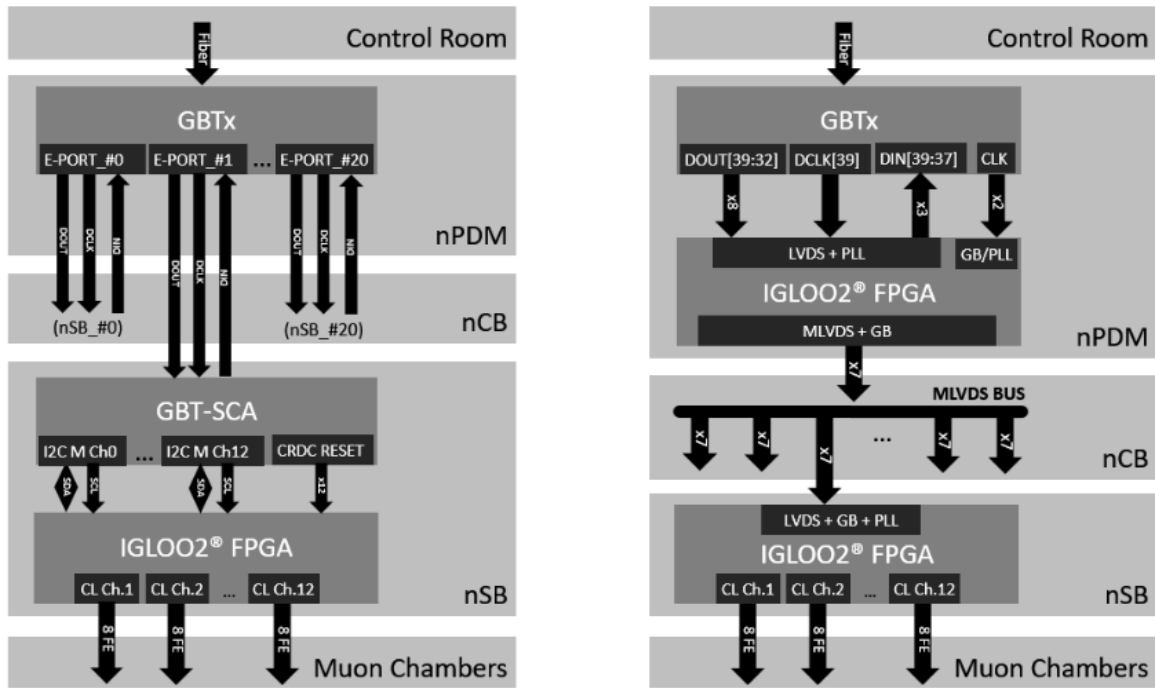 Control Room
Fiber
GBTx
E-PORT_#0 E-PORT_#1 ... E-PORT_#20
DOUT DCLK DIN DOUT DCLK DIN DOUT DCLK DIN
nPDM
(nSB_#0) (nSB_#20)
nCB
GBT-SCA
I2C M Ch0 ... I2C M Ch12 CRDC RESET
SDA SCL SDA SCL x12
IGLOO2® FPGA
CL Ch.1 CL Ch.2 ... CL Ch.12
nSB
8 FE 8 FE 8 FE
Muon Chambers
Control Room
Fiber
GBTx
DOUT[39:32] DCLK[39] DIN[39:37] CLK
x8 x3 x2
LVDS + PLL GB/PLL
IGLOO2® FPGA
MLVDS + GB
nPDM
x7
MLVDS BUS
x7 x7 x7 ... x7 x7
nCB
LVDS + GB + PLL
IGLOO2® FPGA
CL Ch.1 CL Ch.2 ... CL Ch.12
nSB
8 FE 8 FE 8 FE
Muon Chambers